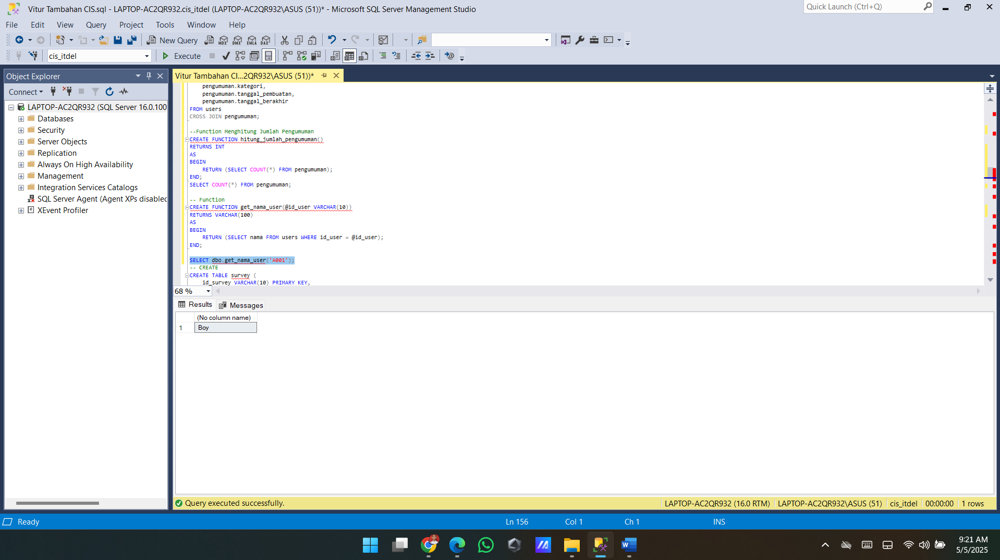 Vitur Tambahan CIS.sql - LAPTOP-AC2QR932.cis_itdel (LAPTOP-AC2QR932\ASUS (51))* - Microsoft SQL Server Management Studio
Quick Launch (Ctrl+Q)
File Edit View Query Project Tools Window Help
New Query
MDX DMX XMLA DAX
cis_itdel
Execute
Object Explorer
Vitur Tambahan CI...2QR932\ASUS (51))*
Connect
LAPTOP-AC2QR932 (SQL Server 16.0.100
Databases
Security
Server Objects
Replication
Always On High Availability
Management
Integration Services Catalogs
SQL Server Agent (Agent XPs disabled
XEvent Profiler
pengumuman.kategori,
pengumuman.tanggal_pembuatan,
pengumuman.tanggal_berakhir
FROM users
CROSS JOIN pengumuman;
--Function Menghitung Jumlah Pengumuman
CREATE FUNCTION hitung_jumlah_pengumuman()
RETURNS INT
AS
BEGIN
RETURN (SELECT COUNT(*) FROM pengumuman);
END;
SELECT COUNT(*) FROM pengumuman;
-- Function
CREATE FUNCTION get_nama_user(@id_user VARCHAR(10))
RETURNS VARCHAR(100)
AS
BEGIN
RETURN (SELECT nama FROM users WHERE id_user = @id_user);
END;
SELECT dbo.get_nama_user('A001');
-- CREATE
CREATE TABLE survey (
id_survey VARCHAR(10) PRIMARY KEY,
68 %
Results Messages
(No column name)
1 Boy
Query executed successfully.
LAPTOP-AC2QR932 (16.0 RTM) LAPTOP-AC2QR932\ASUS (51) cis_itdel 00:00:00 1 rows
Ready Ln 156 Col 1 Ch 1 INS
9:21 AM
5/5/2025